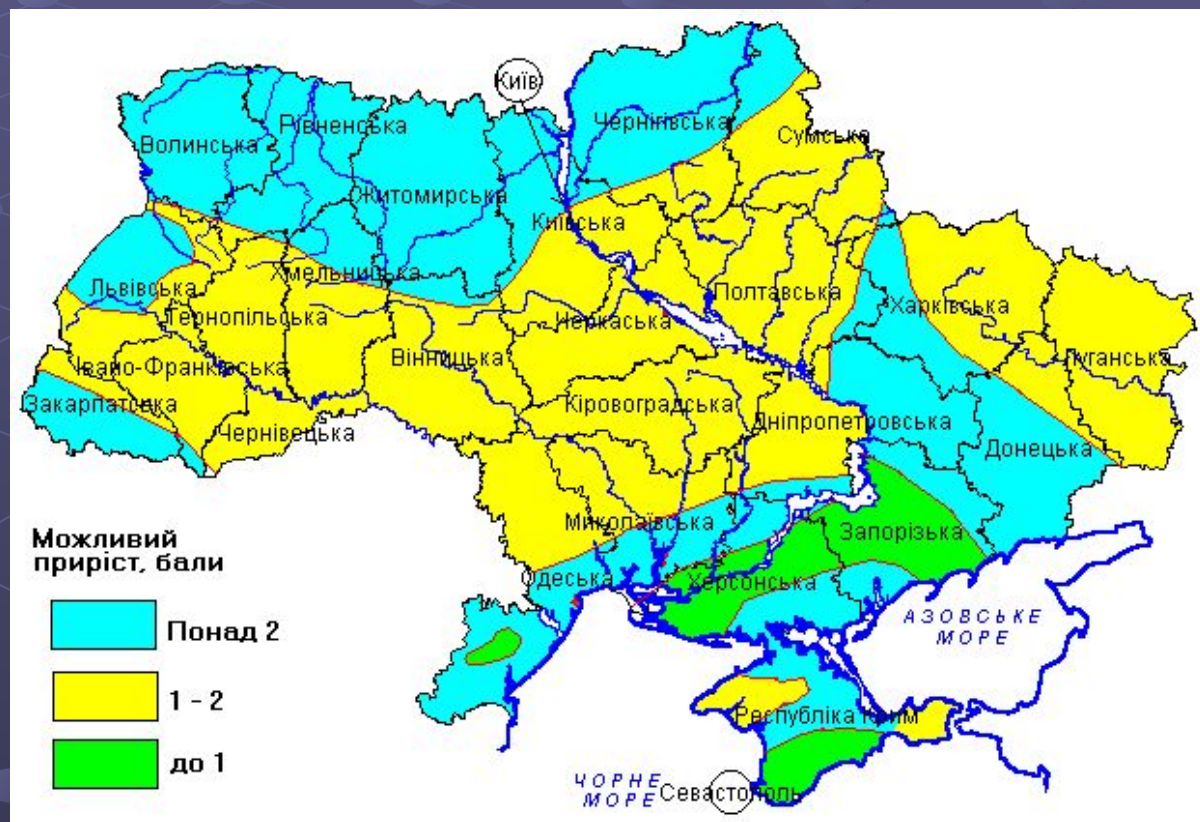 Київ
Волинська
Рівненська
Житомирська
Чернігівська
Сумська
Київська
Львівська
Хмельницька
Тернопільська
Івано-Франківська
Закарпатська
Чернівецька
Вінницька
Черкаська
Полтавська
Харківська
Луганська
Кіровоградська
Дніпропетровська
Донецька
Миколаївська
Запорізька
Одеська
Херсонська
АЗОВСЬКЕ
МОРЕ
Республіка Крим
ЧОРНЕ
МОРЕ
Севастополь
Можливий
приріст, бали
Понад 2
1 - 2
до 1